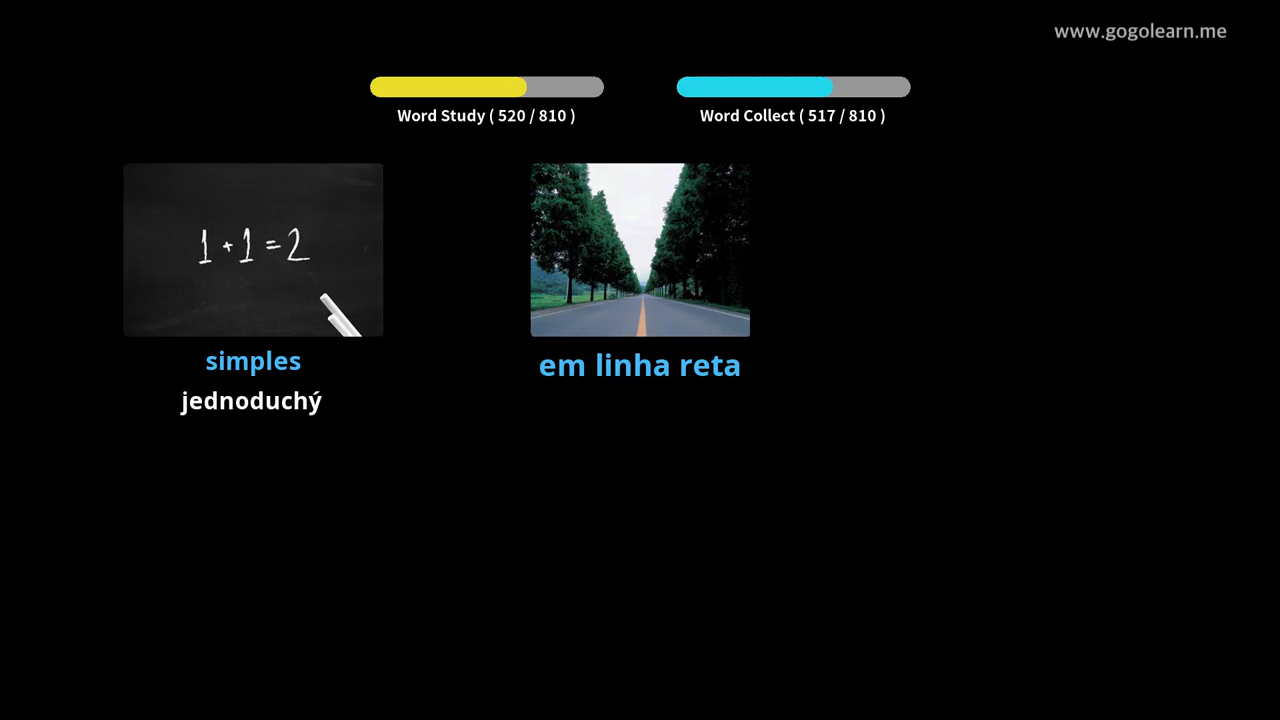 www.gogolearn.me
Word Study ( 520 / 810 )
Word Collect ( 517 / 810 )
1 + 1 = 2
simples
jednoduchý
em linha reta